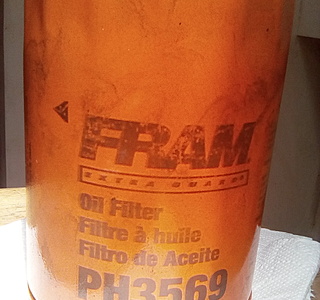 FRAM
EXTRA GUARD
Oil Filter
Filtre à huile
Filtro de Aceite
PH3569